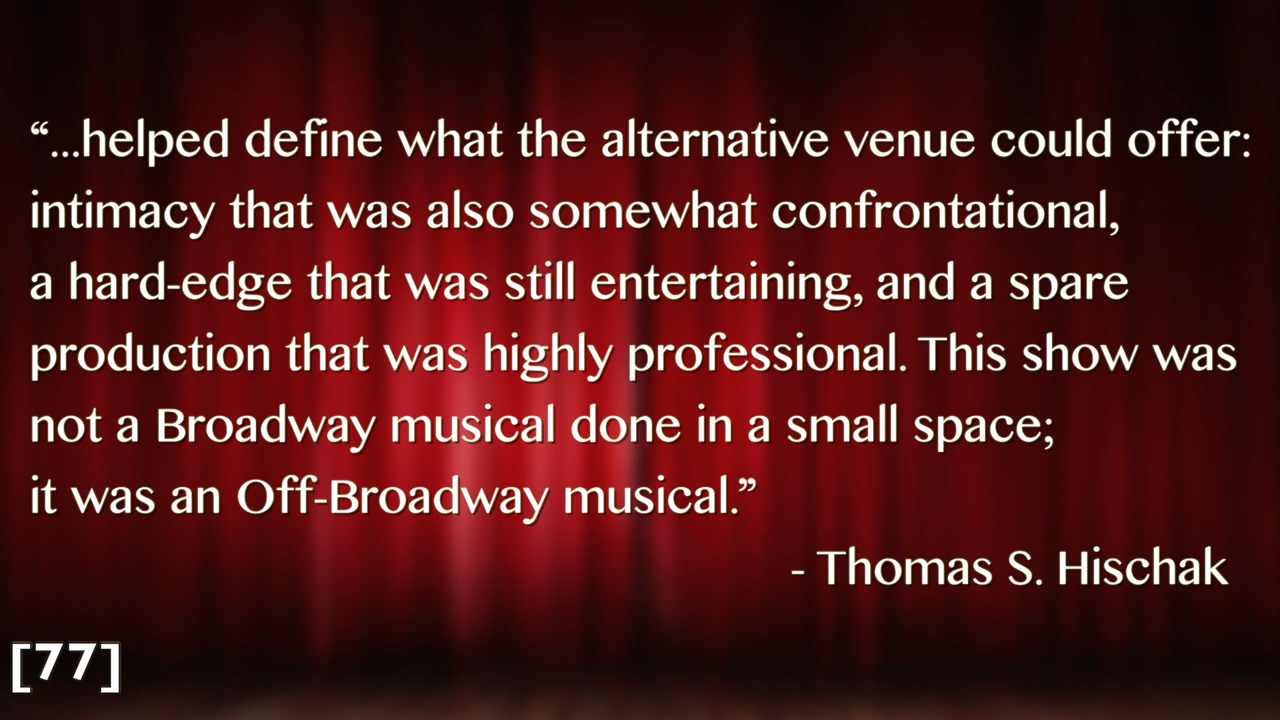 “...helped define what the alternative venue could offer:
intimacy that was also somewhat confrontational,
a hard-edge that was still entertaining, and a spare
production that was highly professional. This show was
not a Broadway musical done in a small space;
it was an Off-Broadway musical.”
- Thomas S. Hischak
[77]